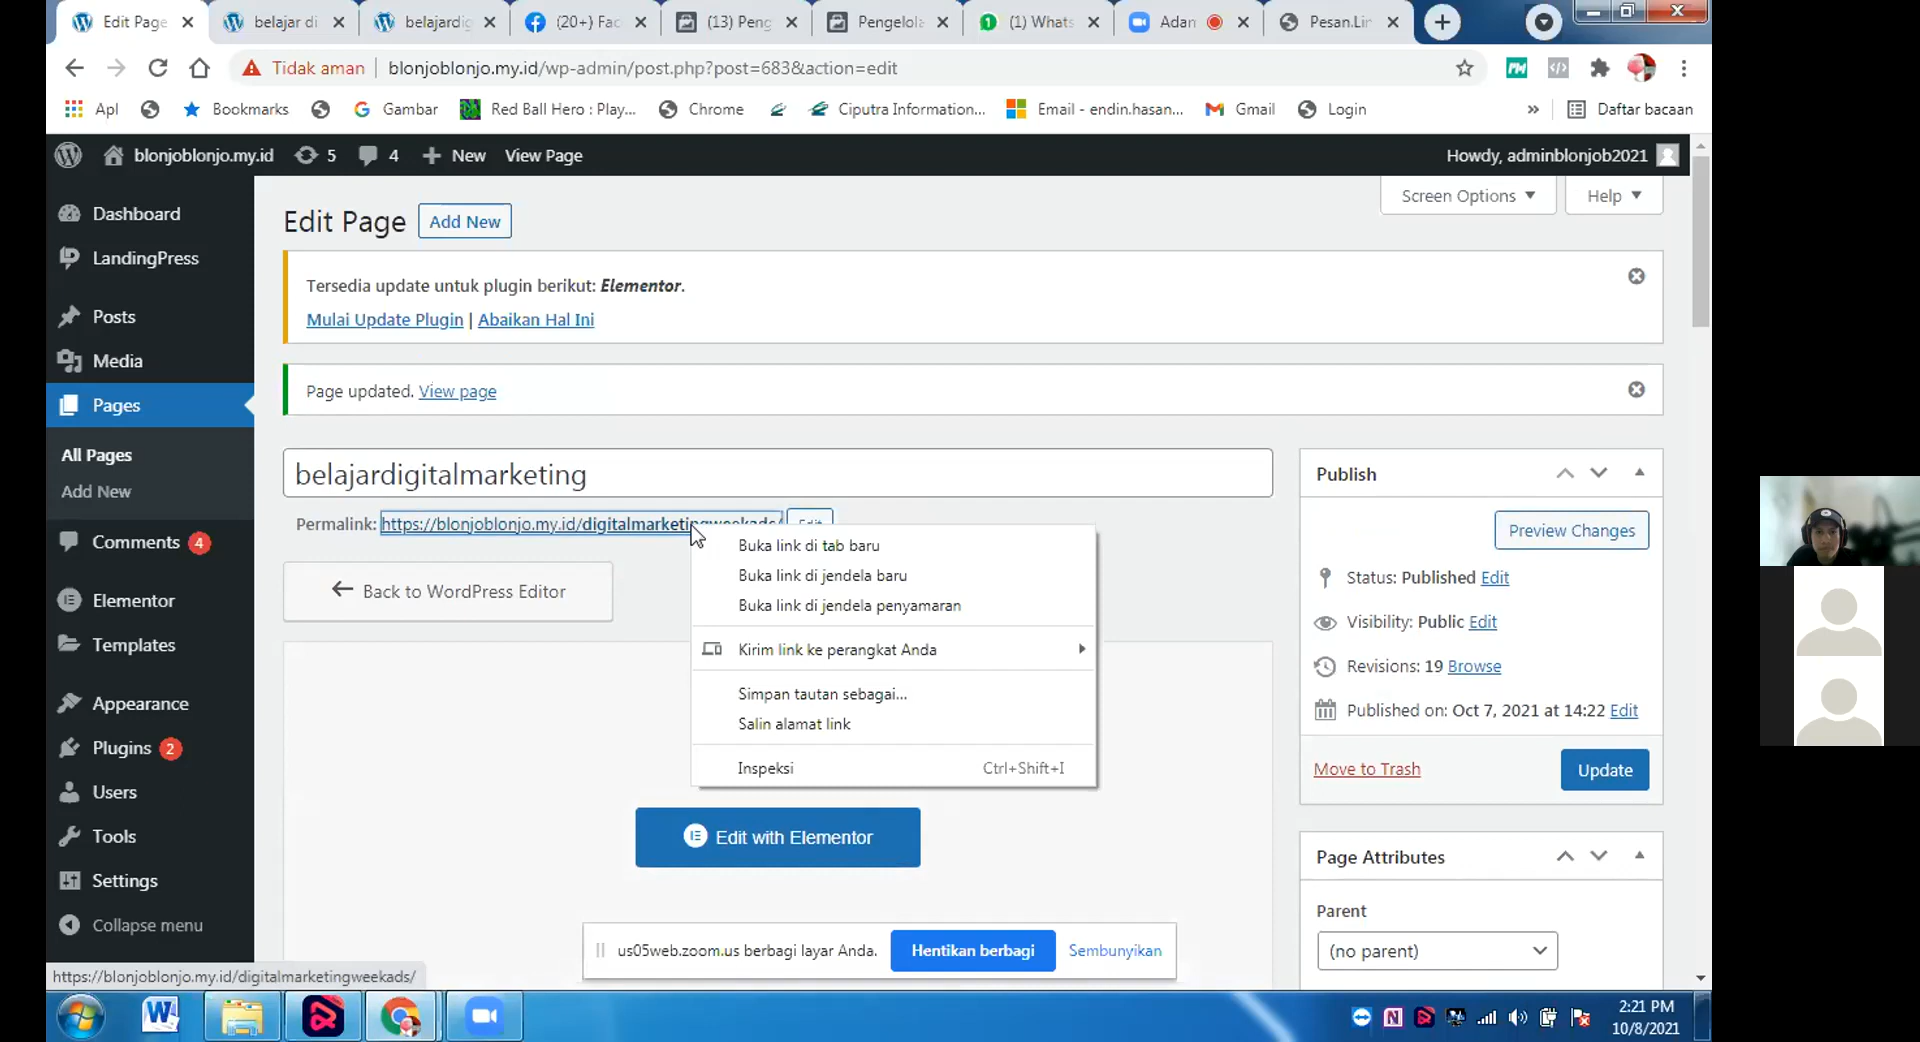 Edit Page
belajar di
belajardig
(20+) Fac
(13) Peng
Pengelola
(1) Whats
Adan
Pesan.Lin
Tidak aman
blonjoblonjo.my.id/wp-admin/post.php?post=683&action=edit
Apl
Bookmarks
Gambar
Red Ball Hero : Play...
Chrome
Ciputra Information...
Email - endin.hasan...
Gmail
Login
»
Daftar bacaan
blonjoblonjo.my.id
5
4
New
View Page
Howdy, adminblonjob2021
Screen Options
Help
Dashboard
LandingPress
Posts
Media
Pages
All Pages
Add New
Comments 4
Elementor
Templates
Appearance
Plugins 2
Users
Tools
Settings
Collapse menu
Edit Page
Add New
Tersedia update untuk plugin berikut: Elementor.
Mulai Update Plugin | Abaikan Hal Ini
Page updated. View page
belajardigitalmarketing
Permalink: https://blonjoblonjo.my.id/digitalmarketingweekads/
Edit
Back to WordPress Editor
Buka link di tab baru
Buka link di jendela baru
Buka link di jendela penyamaran
Kirim link ke perangkat Anda
Simpan tautan sebagai...
Salin alamat link
Inspeksi Ctrl+Shift+I
Edit with Elementor
Publish
Preview Changes
Status: Published Edit
Visibility: Public Edit
Revisions: 19 Browse
Published on: Oct 7, 2021 at 14:22 Edit
Move to Trash
Update
Page Attributes
Parent
(no parent)
us05web.zoom.us berbagi layar Anda.
Hentikan berbagi
Sembunyikan
https://blonjoblonjo.my.id/digitalmarketingweekads/
2:21 PM
10/8/2021